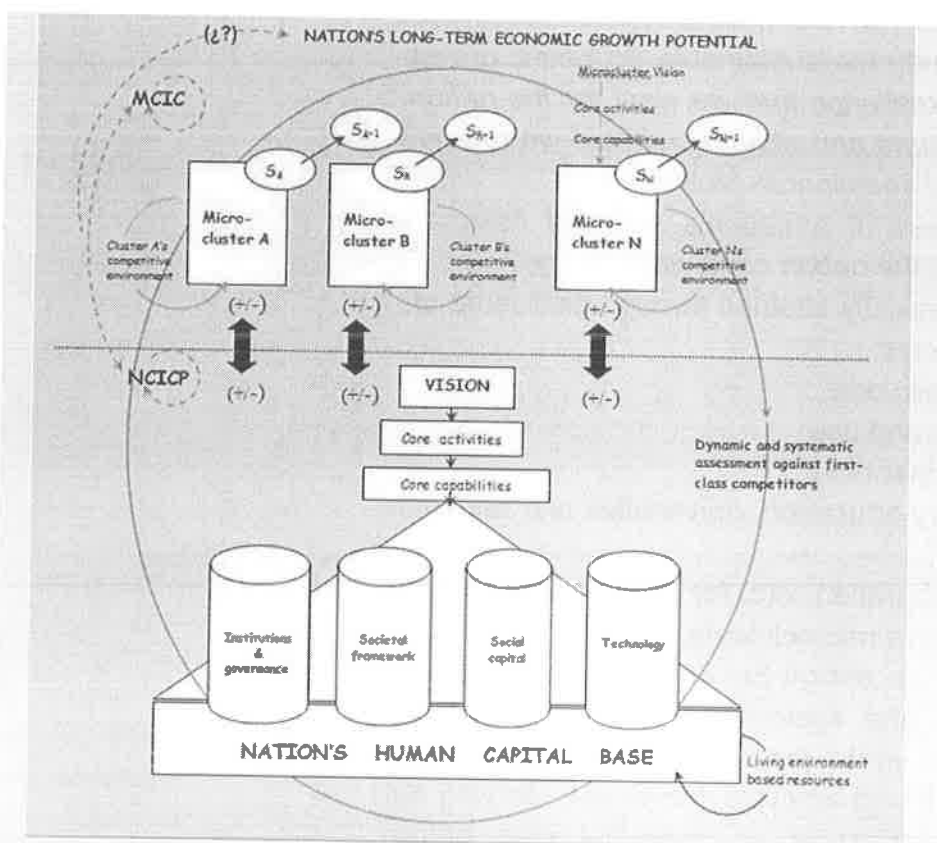 (¿?)
NATION'S LONG-TERM ECONOMIC GROWTH POTENTIAL
Microcluster Vision
Core activities
Core capabilities
MCIC
Micro-
cluster A
Micro-
cluster B
Micro-
cluster N
Cluster A's
competitive
environment
Cluster B's
competitive
environment
Cluster N's
competitive
environment
(+/-)
(+/-)
(+/-)
NCICP
(+/-)
(+/-)
(+/-)
VISION
Core activities
Core capabilities
Dynamic and systematic
assessment against first-
class competitors
Institutions
&
governance
Societal
framework
Social
capital
Technology
NATION'S HUMAN CAPITAL BASE
Living environment
based resources